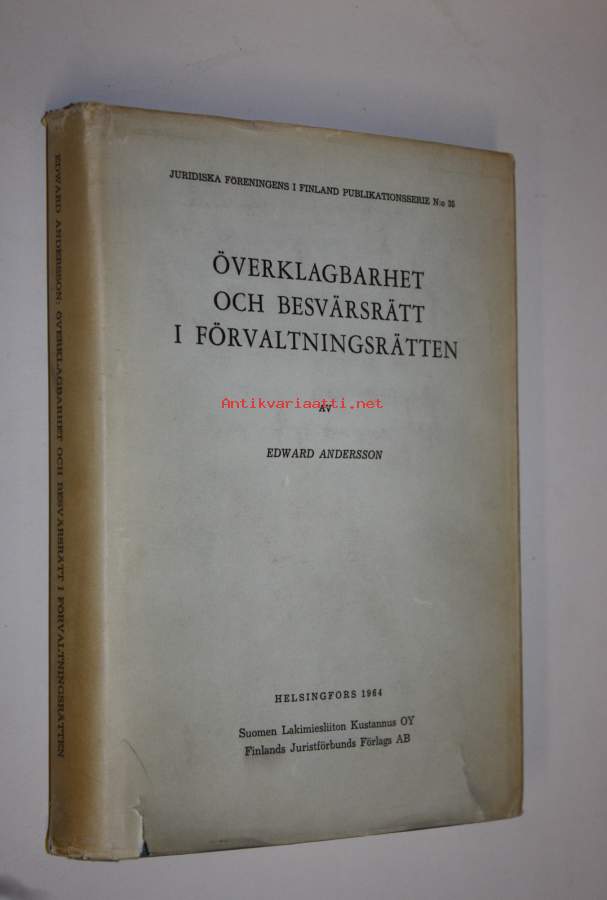 EDWARD ANDERSSON: ÖVERKLAGBARHET OCH BESVÄRSRÄTT I FÖRVALTNINGSRÄTTEN
JURIDISKA FÖRENINGENS I FINLAND PUBLIKATIONSSERIE N:o 35
ÖVERKLAGBARHET
OCH BESVÄRSRÄTT
I FÖRVALTNINGSRÄTTEN
Antikvariaatti.net
AV
EDWARD ANDERSSON
HELSINGFORS 1964
Suomen Lakimiesliiton Kustannus OY
Finlands Juristförbunds Förlags AB